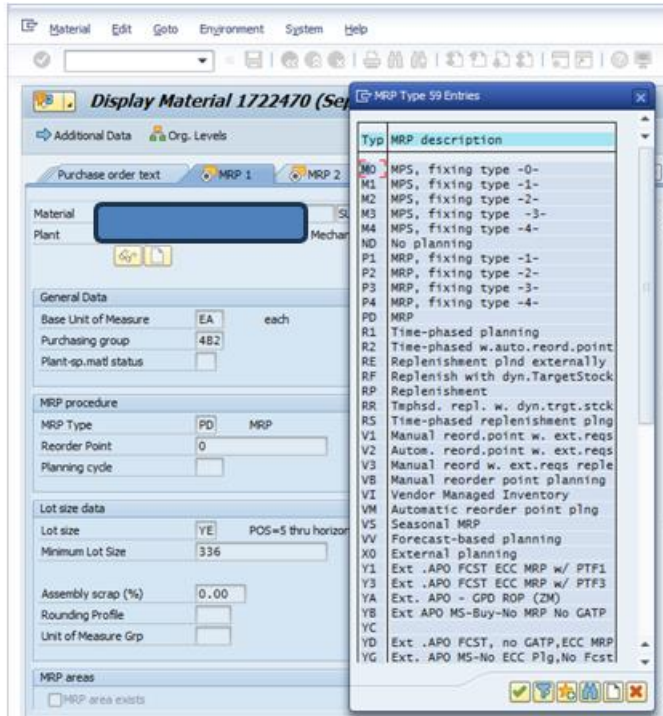 Material Edit Goto Environment System Help
Display Material 1722470 (Se
Additional Data Org. Levels
Purchase order text MRP 1 MRP 2
Material
Plant Mechan
General Data
Base Unit of Measure EA each
Purchasing group 4B2
Plant-sp.matl status
MRP procedure
MRP Type PD MRP
Reorder Point 0
Planning cycle
Lot size data
Lot size YE POS=5 thru horizon
Minimum Lot Size 336
Assembly scrap (%) 0.00
Rounding Profile
Unit of Measure Grp
MRP areas
MRP area exists
MRP Type 59 Entries
Typ MRP description
M0 MPS, fixing type -0-
M1 MPS, fixing type -1-
M2 MPS, fixing type -2-
M3 MPS, fixing type -3-
M4 MPS, fixing type -4-
ND No planning
P1 MRP, fixing type -1-
P2 MRP, fixing type -2-
P3 MRP, fixing type -3-
P4 MRP, fixing type -4-
PD MRP
R1 Time-phased planning
R2 Time-phased w.auto.reord.point
RE Replenishment plnd externally
RF Replenish with dyn.TargetStock
RP Replenishment
RR Tmphsd. repl. w. dyn.trgt.stck
RS Time-phased replenishment plng
V1 Manual reord.point w. ext.reqs
V2 Autom. reord.point w. ext.reqs
V3 Manual reord w. ext.reqs reple
VB Manual reorder point planning
VI Vendor Managed Inventory
VM Automatic reorder point plng
VS Seasonal MRP
VV Forecast-based planning
X0 External planning
Y1 Ext .APO FCST ECC MRP w/ PTF1
Y3 Ext .APO FCST ECC MRP w/ PTF3
YA Ext. APO - GPD ROP (ZM)
YB Ext APO MS-Buy-No MRP No GATP
YC
YD Ext .APO FCST, no GATP,ECC MRP
YG Ext. APO MS-No ECC Plg,No Fcst